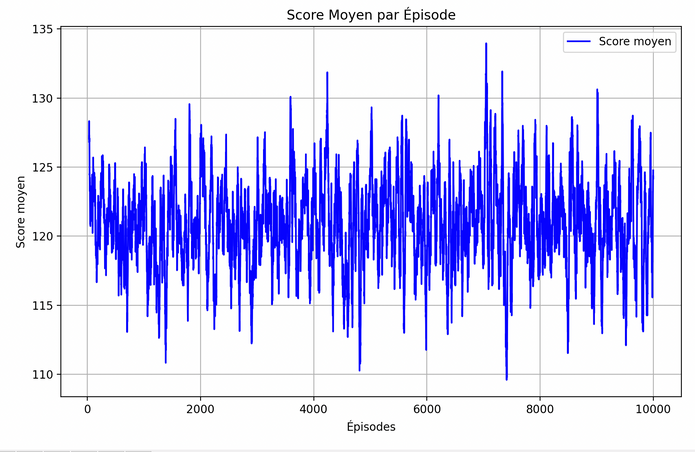 Score Moyen par Épisode
Score moyen
135
130
125
120
115
110
Score moyen
0 2000 4000 6000 8000 10000
Épisodes